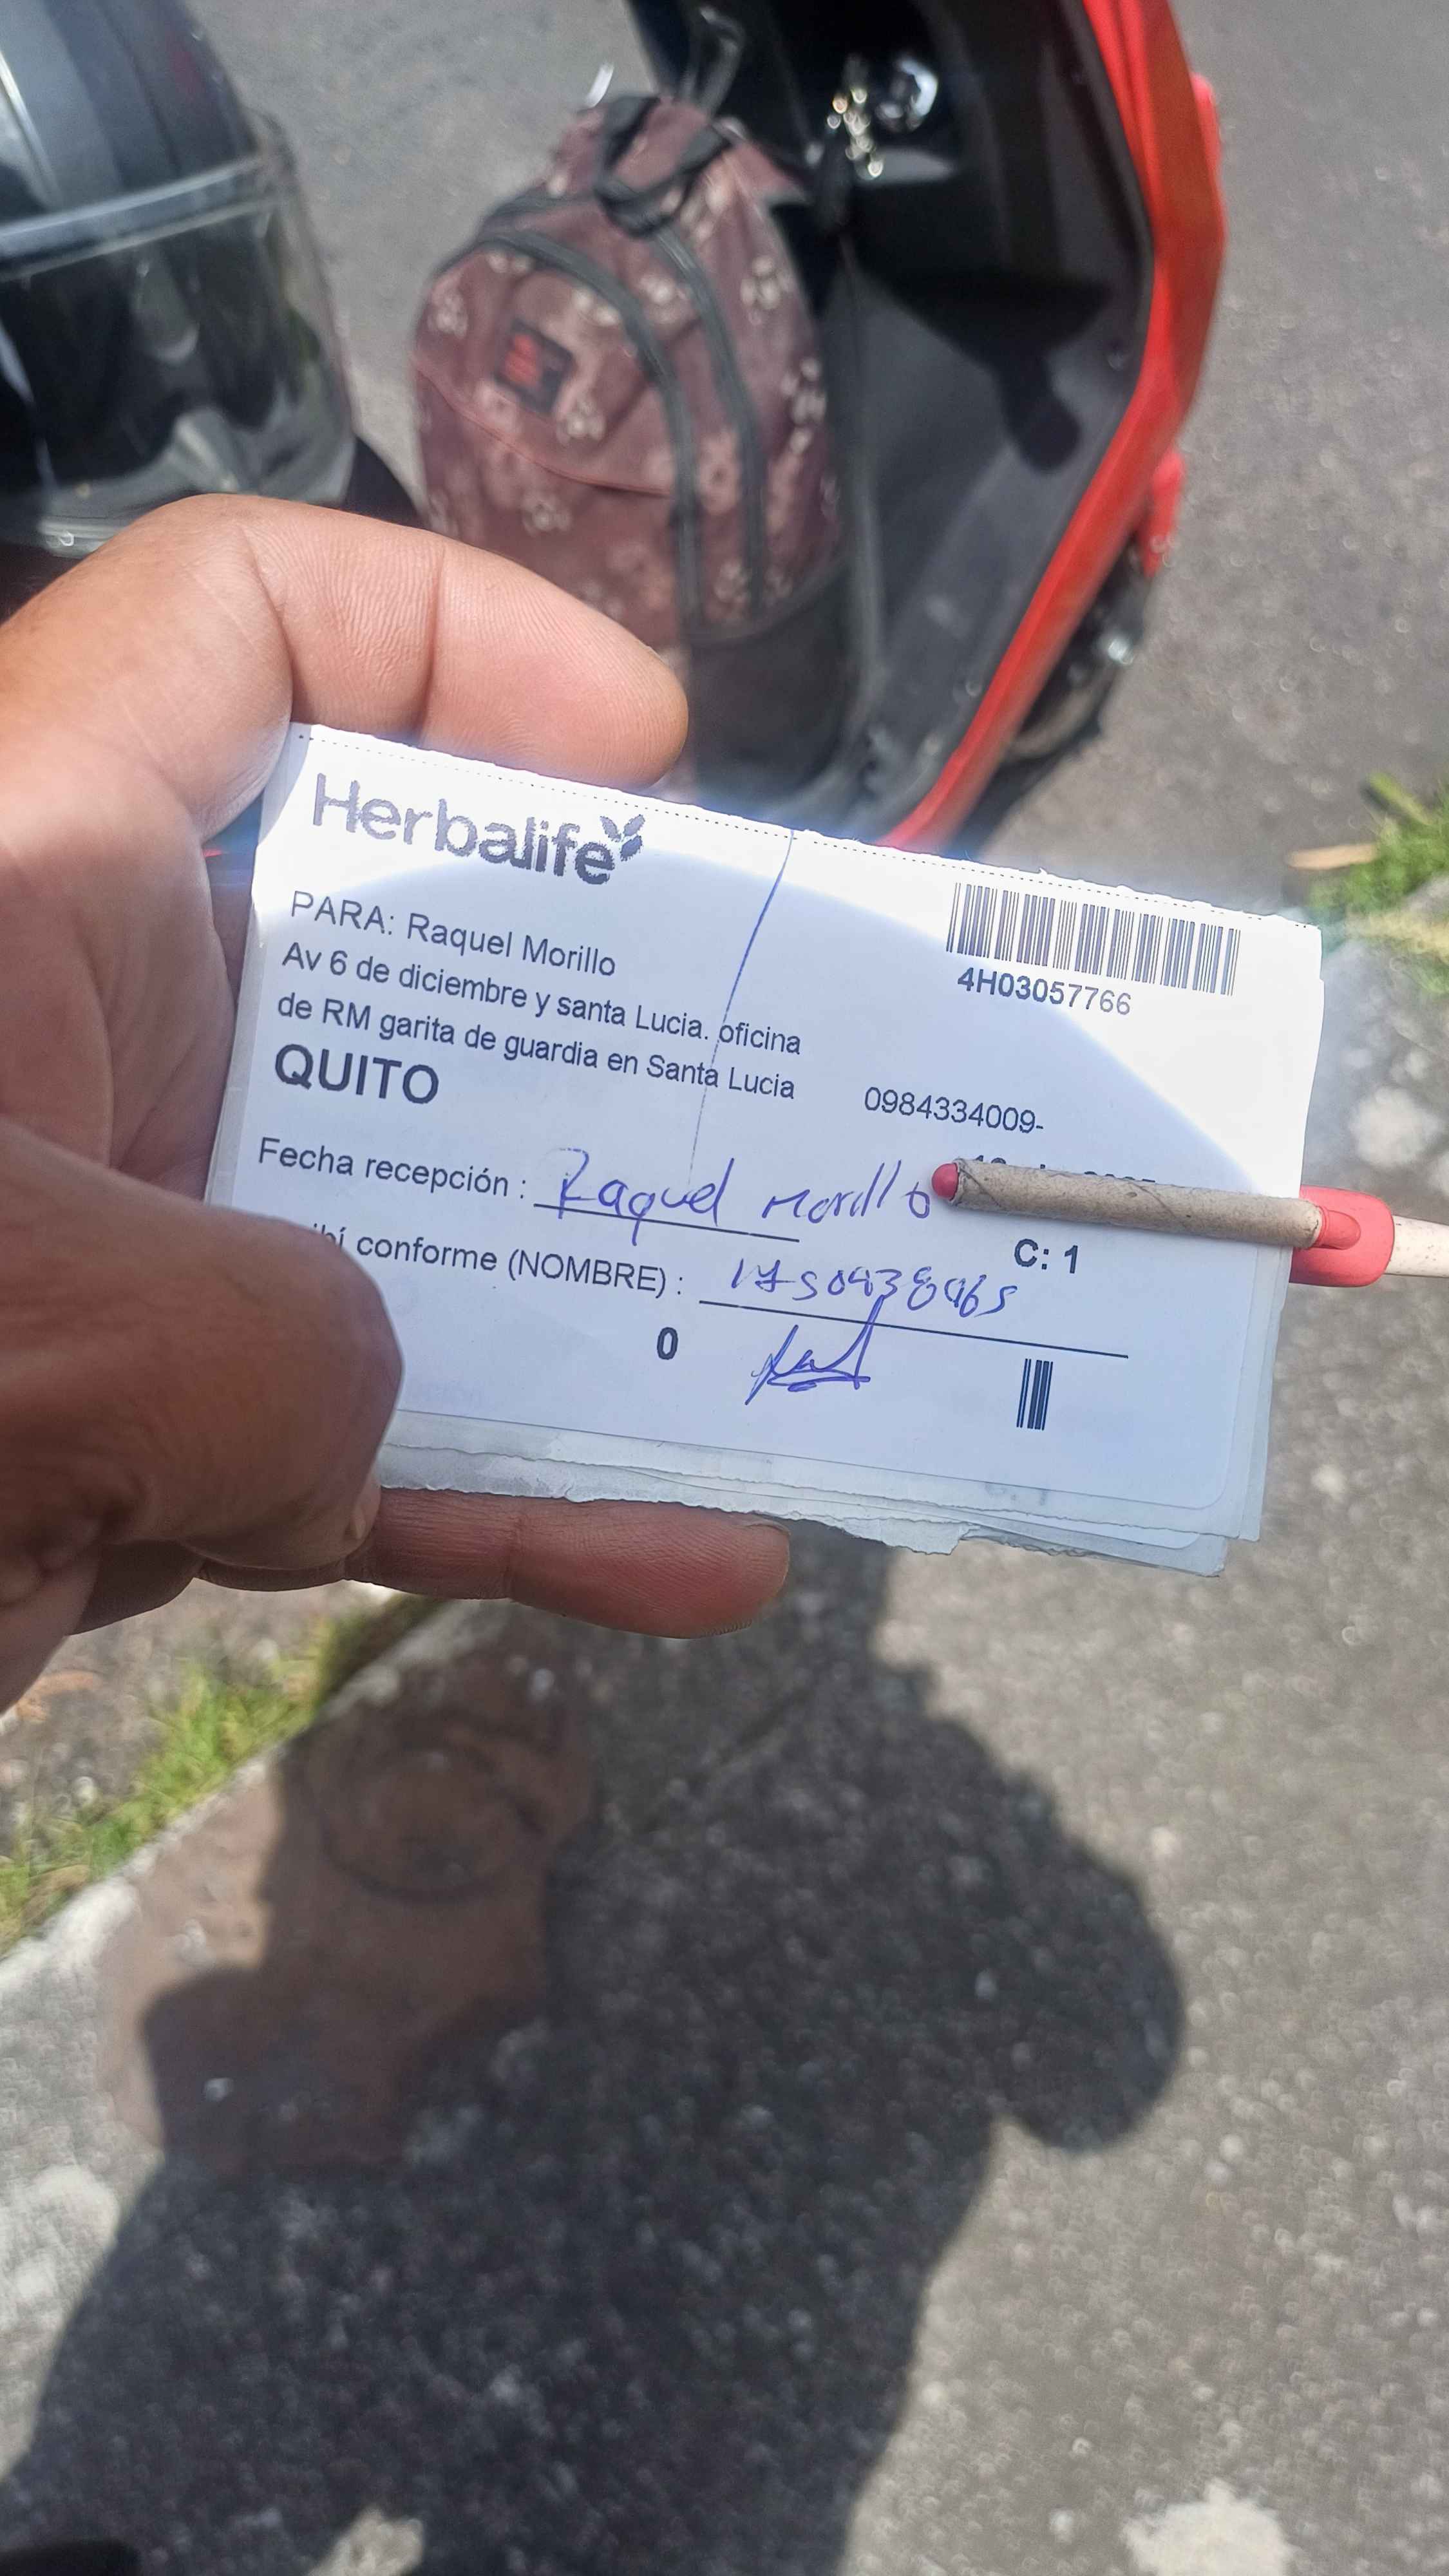 Herbalife
4H03057766
PARA: Raquel Morillo
Av 6 de diciembre y santa Lucia. oficina
de RM garita de guardia en Santa Lucia
0984334009-
QUITO
Fecha recepción : Raquel Morillo
C: 1
conforme (NOMBRE) :
0